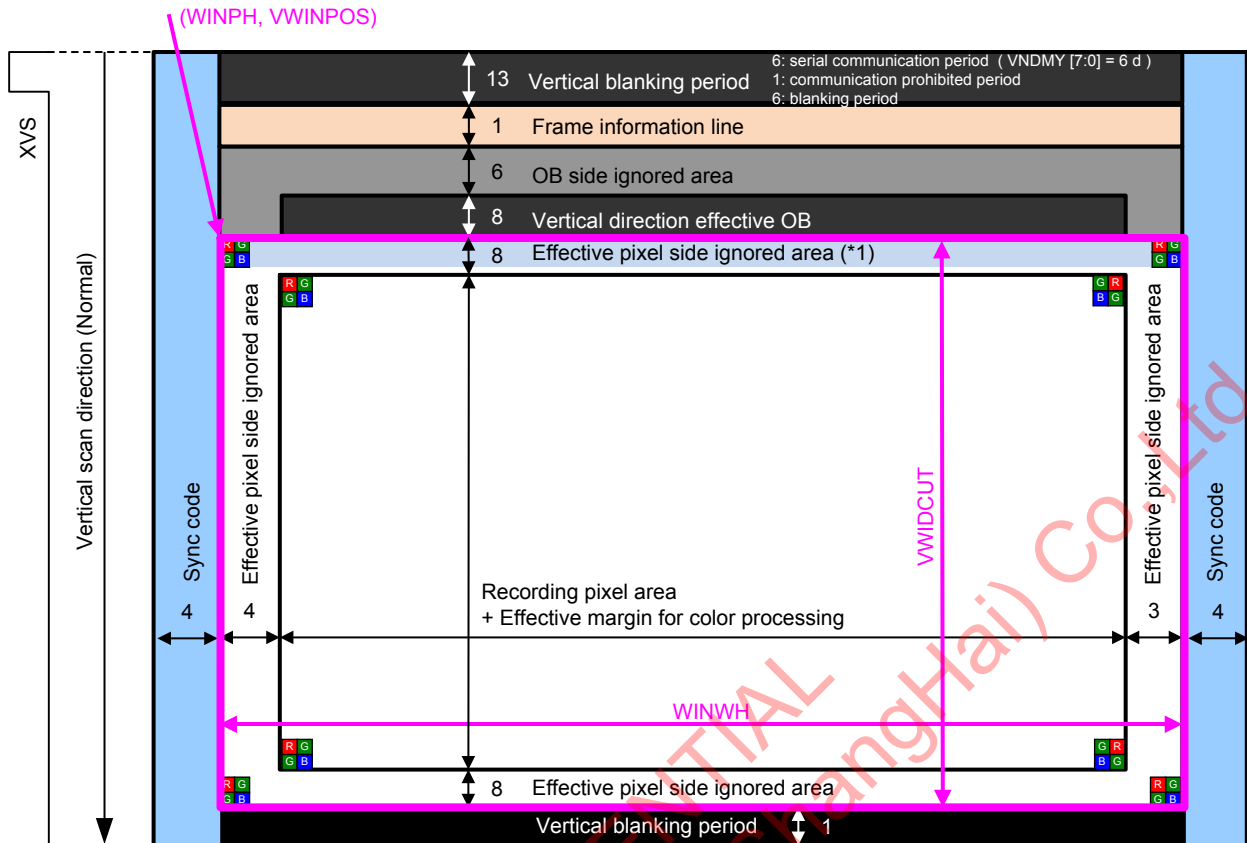 (WINPH, VWINPOS)
XVS
Vertical scan direction (Normal)
13 Vertical blanking period
6: serial communication period ( VNDMY [7:0] = 6 d )
1: communication prohibited period
6: blanking period
1 Frame information line
6 OB side ignored area
8 Vertical direction effective OB
R G
G B
8 Effective pixel side ignored area (*1)
R G
G B
R G
G B
G R
B G
Sync code
4
Effective pixel side ignored area
4
Recording pixel area
+ Effective margin for color processing
VWIDCUT
Effective pixel side ignored area
3
Sync code
4
WINWH
R G
G B
G R
B G
R G
G B
8 Effective pixel side ignored area
R G
G B
Vertical blanking period 1
ENTIAL
hangHai) Co.,Ltd